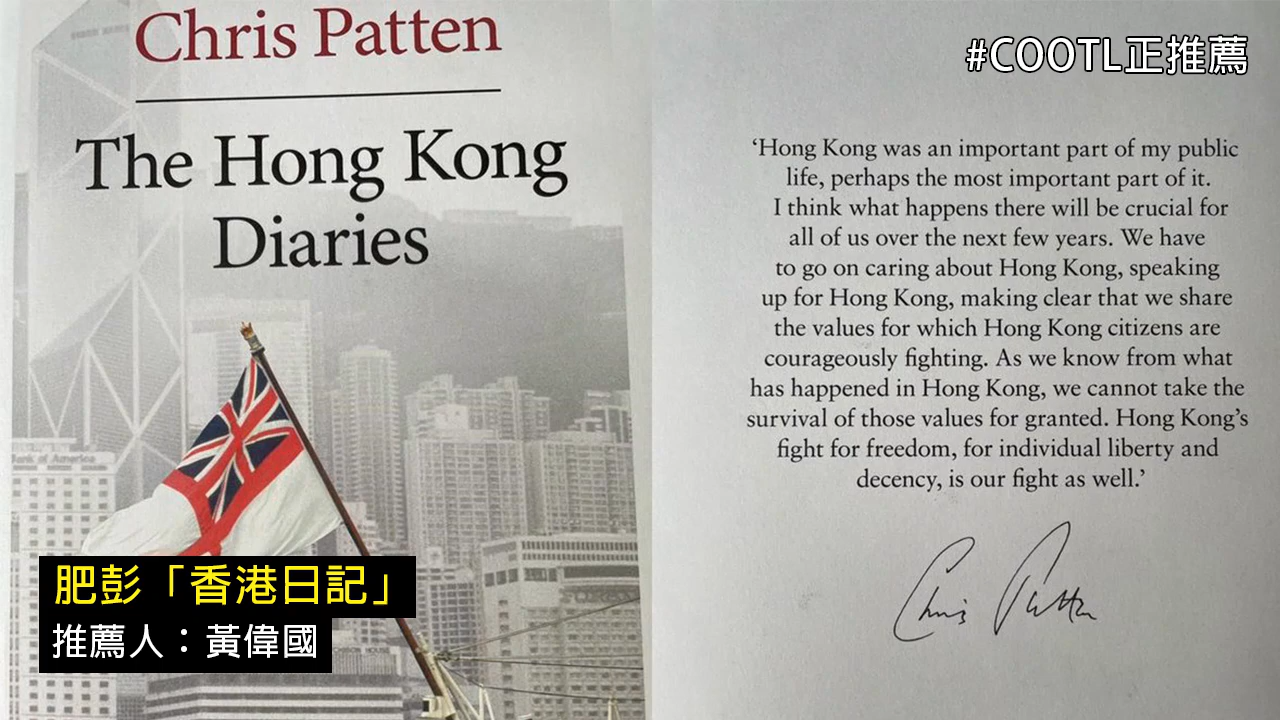 Chris Patten
The Hong Kong
Diaries
Bank of America
肥彭「香港日記」
推薦人：黃偉國
#COOTL正推薦
‘Hong Kong was an important part of my public
life, perhaps the most important part of it.
I think what happens there will be crucial for
all of us over the next few years. We have
to go on caring about Hong Kong, speaking
up for Hong Kong, making clear that we share
the values for which Hong Kong citizens are
courageously fighting. As we know from what
has happened in Hong Kong, we cannot take the
survival of those values for granted. Hong Kong’s
fight for freedom, for individual liberty and
decency, is our fight as well.’
Chris Patten